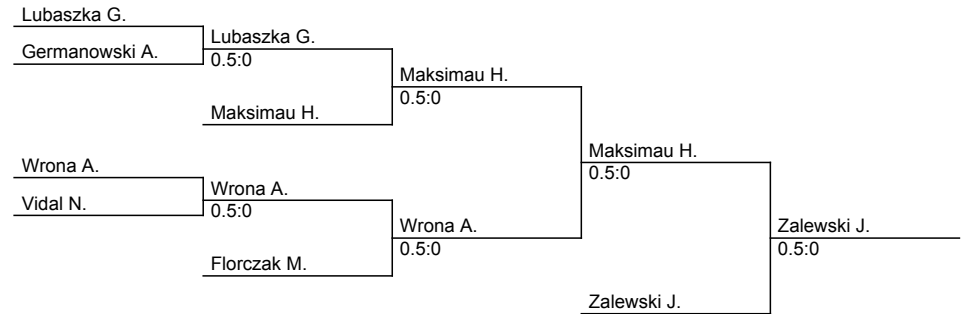 Lubaszka G.
Germanowski A.
Lubaszka G.
0.5:0
Maksimau H.
Maksimau H.
0.5:0
Wrona A.
Vidal N.
Wrona A.
0.5:0
Florczak M.
Wrona A.
0.5:0
Maksimau H.
0.5:0
Zalewski J.
Zalewski J.
0.5:0